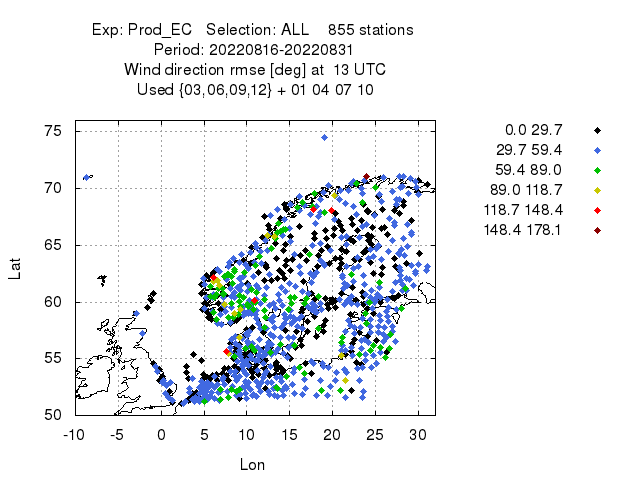 Exp: Prod_EC   Selection: ALL    855 stations
Period: 20220816-20220831
Wind direction rmse [deg] at  13 UTC
Used {03,06,09,12} + 01 04 07 10
0.0 29.7
29.7 59.4
59.4 89.0
89.0 118.7
118.7 148.4
148.4 178.1
75
70
65
60
55
50
Lat
-10 -5 0 5 10 15 20 25 30
Lon